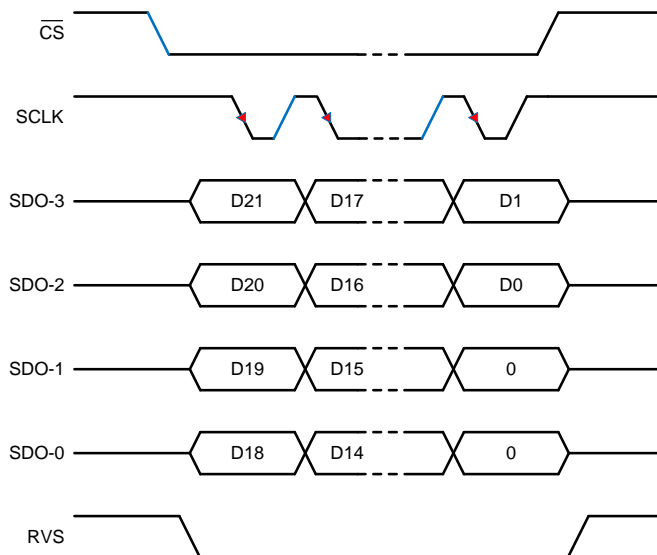 CS
SCLK
SDO-3 D21 D17 D1
SDO-2 D20 D16 D0
SDO-1 D19 D15 0
SDO-0 D18 D14 0
RVS